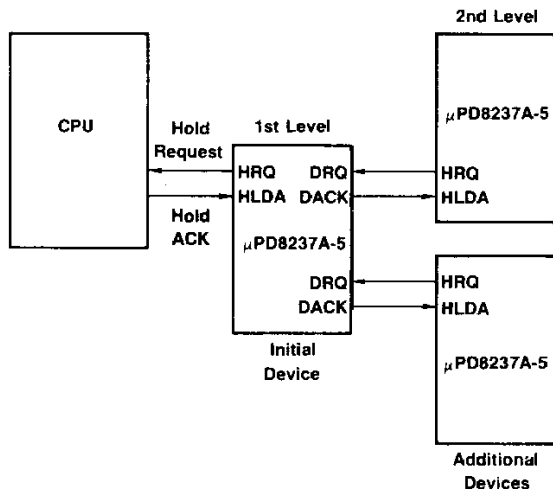 2nd Level
CPU
μPD8237A-5
Hold
Request
1st Level
HRQ
DRQ
HRQ
HLDA
DACK
HLDA
Hold
ACK
μPD8237A-5
DRQ
HRQ
DACK
HLDA
Initial
Device
μPD8237A-5
Additional
Devices